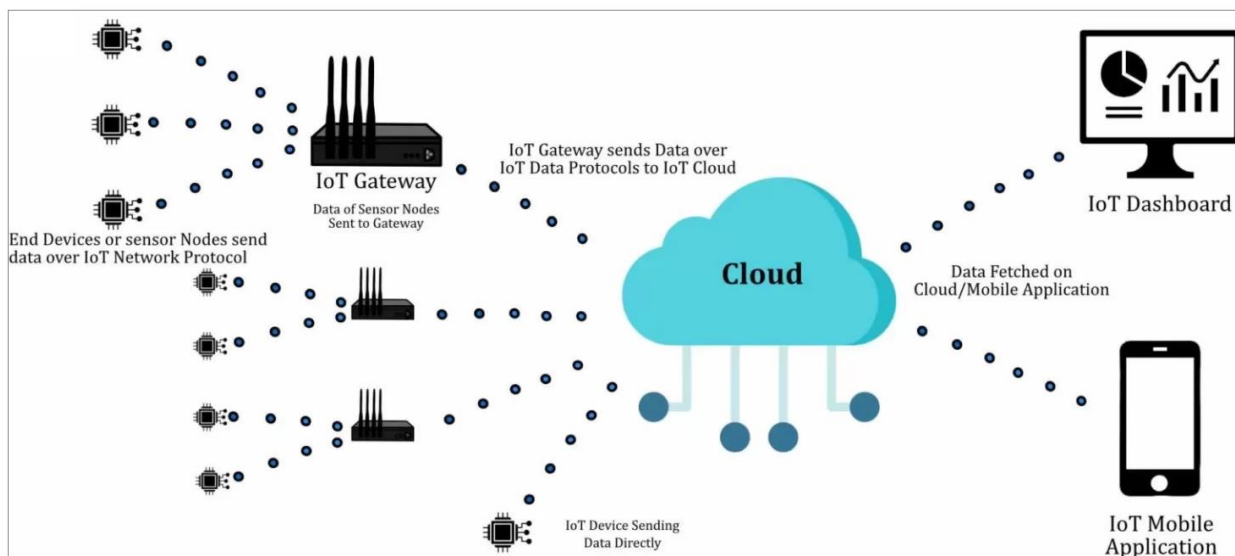 IoT Gateway
Data of Sensor Nodes
Sent to Gateway
End Devices or sensor Nodes send
data over IoT Network Protocol
IoT Gateway sends Data over
IoT Data Protocols to IoT Cloud
Cloud
IoT Device Sending
Data Directly
IoT Dashboard
Data Fetched on
Cloud/Mobile Application
IoT Mobile
Application